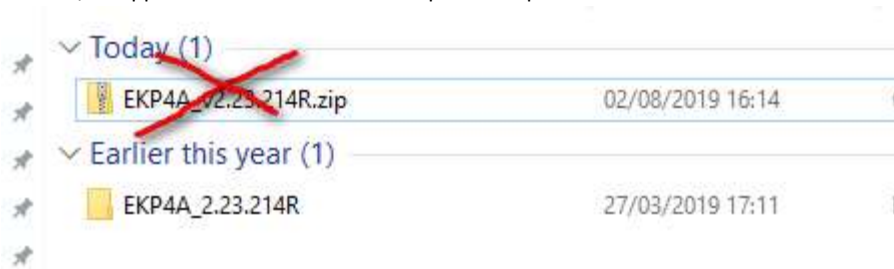 Today (1)
EKP4A_v2.23.214R.zip 02/08/2019 16:14
Earlier this year (1)
EKP4A_2.23.214R 27/03/2019 17:11